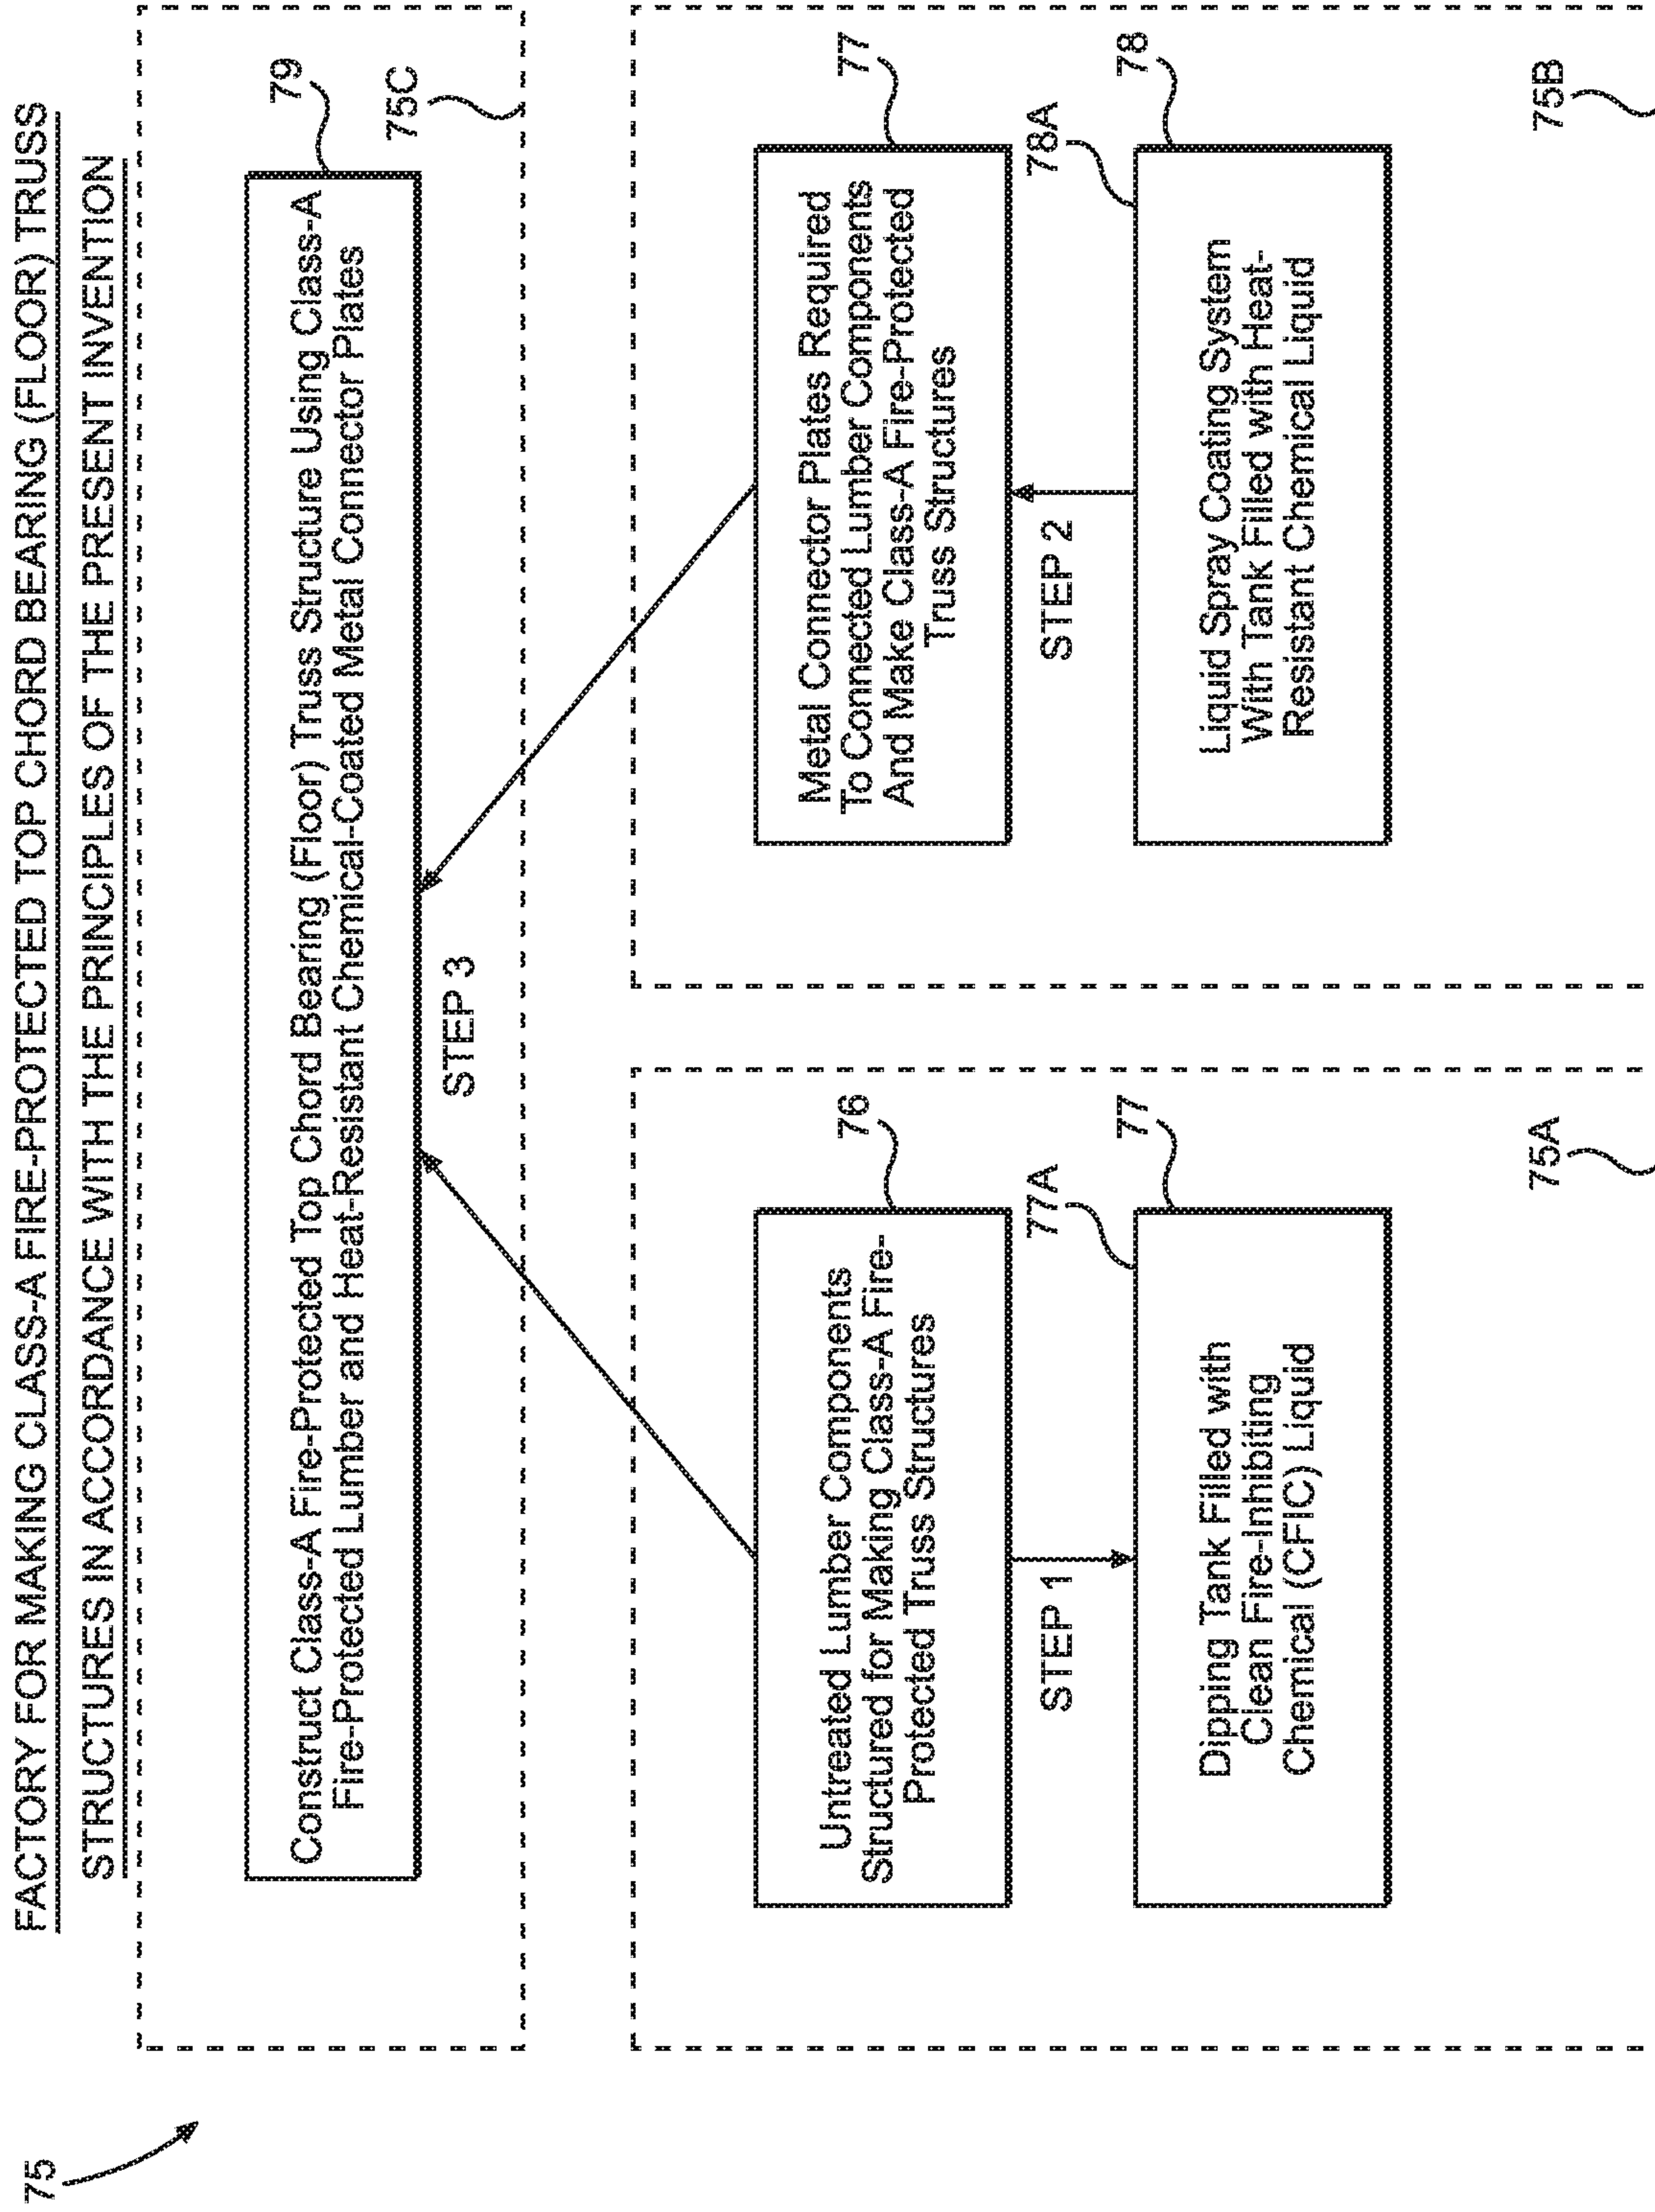 FACTORY FOR MAKING CLASS-A FIRE-PROTECTED TOP CHORD BEARING (FLOOR) TRUSS
STRUCTURES IN ACCORDANCE WITH THE PRINCIPLES OF THE PRESENT INVENTION
75
79
Construct Class-A Fire-Protected Top Chord Bearing (Floor) Truss Structure Using Class-A
Fire-Protected Lumber and Heat-Resistant Chemical-Coated Metal Connector Plates
75C
STEP 3
76
Untreated Lumber Components
Structured for Making Class-A Fire-
Protected Truss Structures
STEP 1
77A
77
Dipping Tank Filled with
Clean Fire-Inhibiting
Chemical (CFIC) Liquid
75A
77
Metal Connector Plates Required
To Connected Lumber Components
And Make Class-A Fire-Protected
Truss Structures
STEP 2
78A
78
Liquid Spray Coating System
With Tank Filled with Heat-
Resistant Chemical Liquid
75B